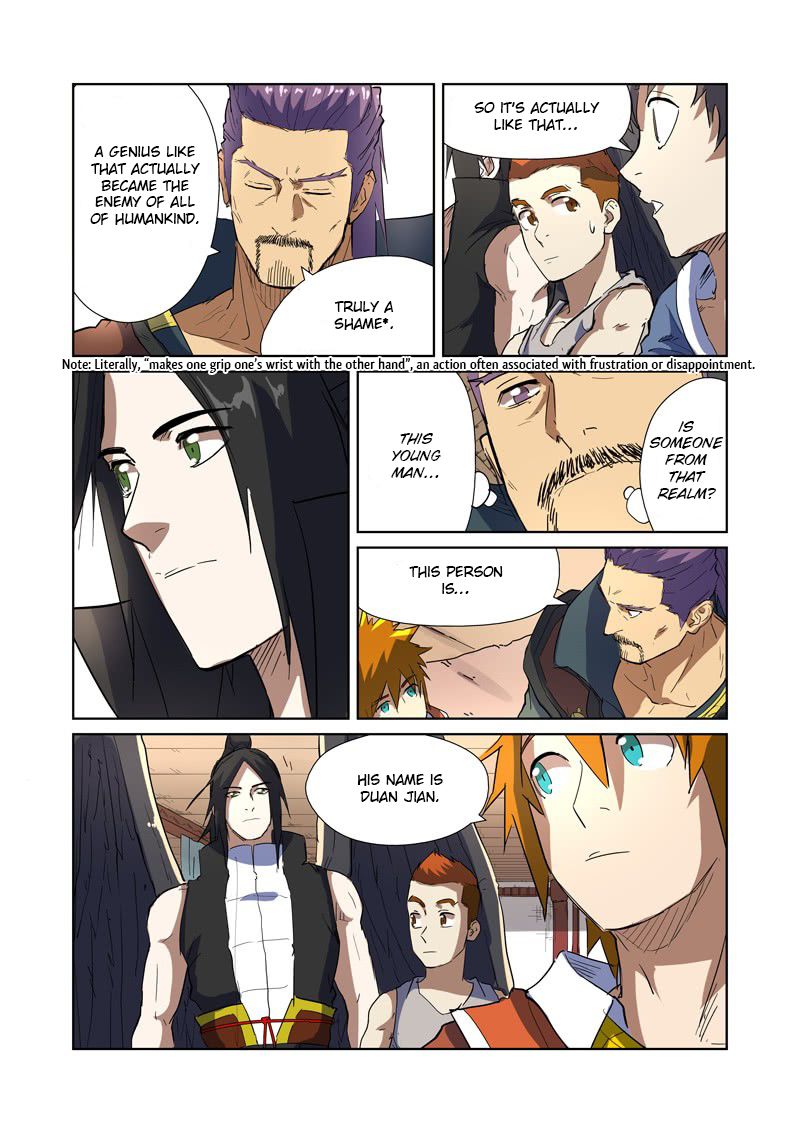 A GENIUS LIKE
THAT ACTUALLY
BECAME THE
ENEMY OF ALL
OF HUMANKIND.
TRULY A
SHAME*.
SO IT'S ACTUALLY
LIKE THAT...
Note: Literally, "makes one grip one's wrist with the other hand", an action often associated with frustration or disappointment.
THIS
YOUNG
MAN...
IS
SOMEONE
FROM
THAT
REALM?
THIS PERSON
IS...
HIS NAME IS
DUAN JIAN.